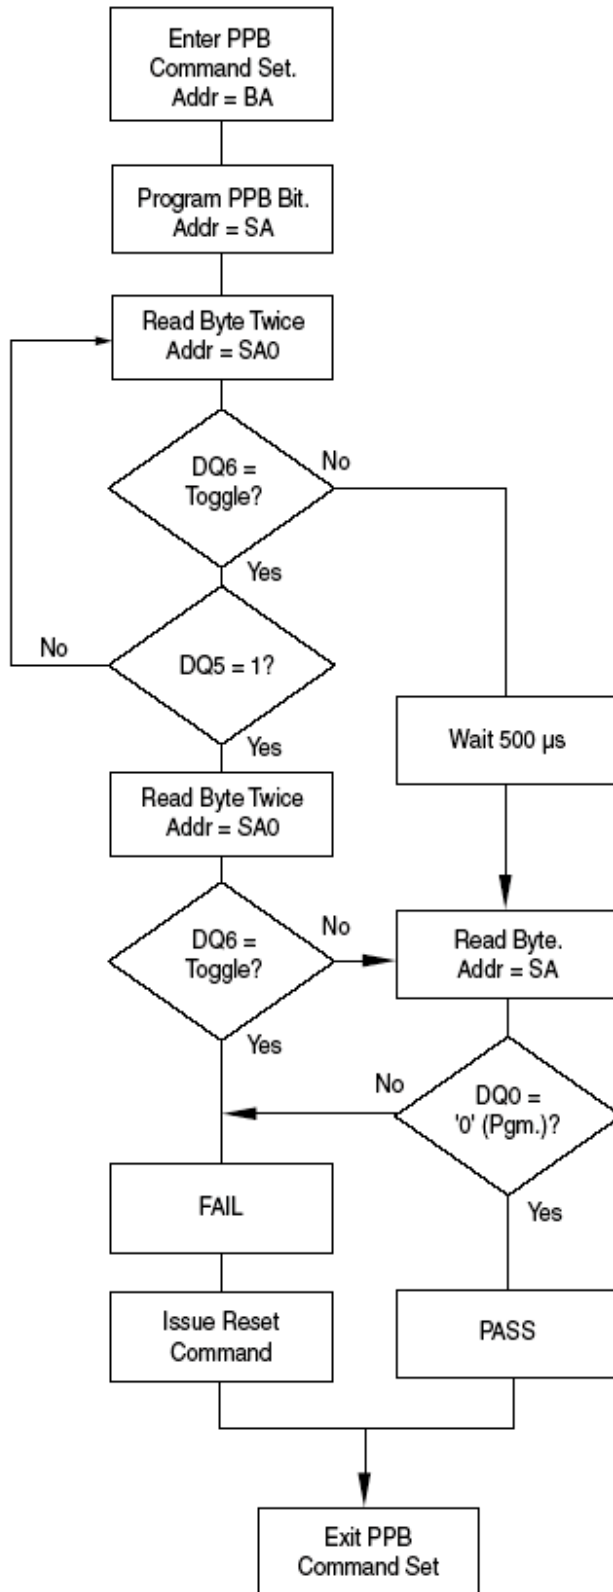 Enter PPB
Command Set.
Addr = BA
Program PPB Bit.
Addr = SA
Read Byte Twice
Addr = SA0
DQ6 =
Toggle?
No
Yes
DQ5 = 1?
No
Yes
Wait 500 µs
Read Byte Twice
Addr = SA0
DQ6 =
Toggle?
No
Yes
Read Byte.
Addr = SA
DQ0 =
'0' (Pgm.)?
No
Yes
FAIL
Issue Reset
Command
PASS
Exit PPB
Command Set